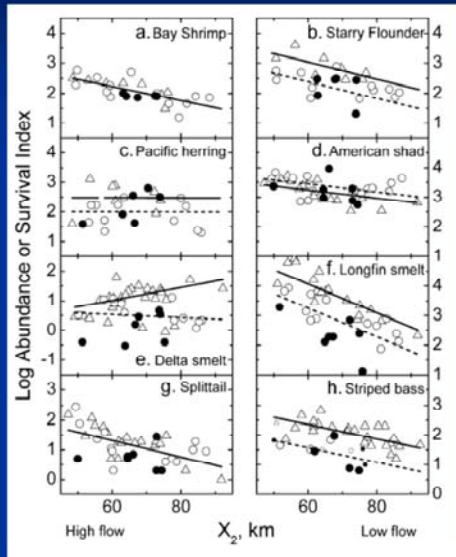 Log Abundance or Survival Index
a. Bay Shrimp
b. Starry Flounder
c. Pacific herring
d. American shad
e. Delta smelt
f. Longfin smelt
g. Splittail
h. Striped bass
4
3
2
1
4
3
2
1
4
3
2
1
4
3
2
1
2
1
0
-1
4
3
2
1
3
2
1
0
3
2
1
0
40 60 80
40 60 80
High flow
X₂, km
Low flow